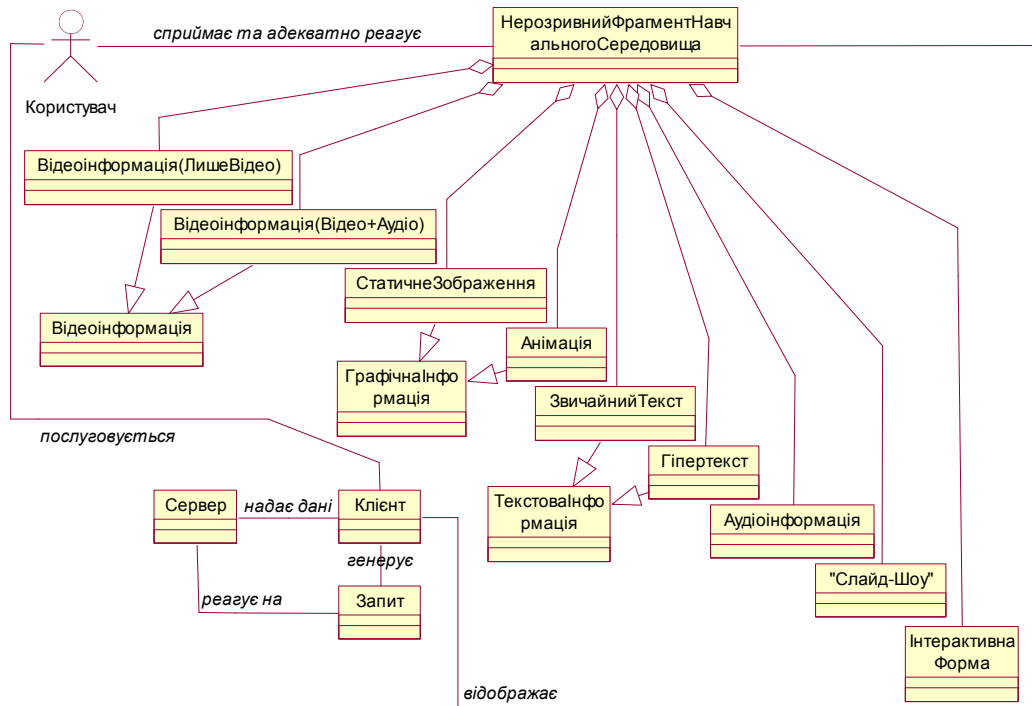 сприймає та адекватно реагує
НерозривнийФрагментНавч
альногоСередовища
Користувач
Відеоінформація(ЛишеВідео)
Відеоінформація(Відео+Аудіо)
СтатичнеЗображення
Відеоінформація
Анімація
ГрафічнаІнфо
рмація
ЗвичайнийТекст
послуговується
Гіпертекст
Сервер
надає дані
Клієнт
ТекстоваІнфо
рмація
Аудіоінформація
генерує
"Слайд-Шоу"
реагує на
Запит
Інтерактивна
Форма
відображає